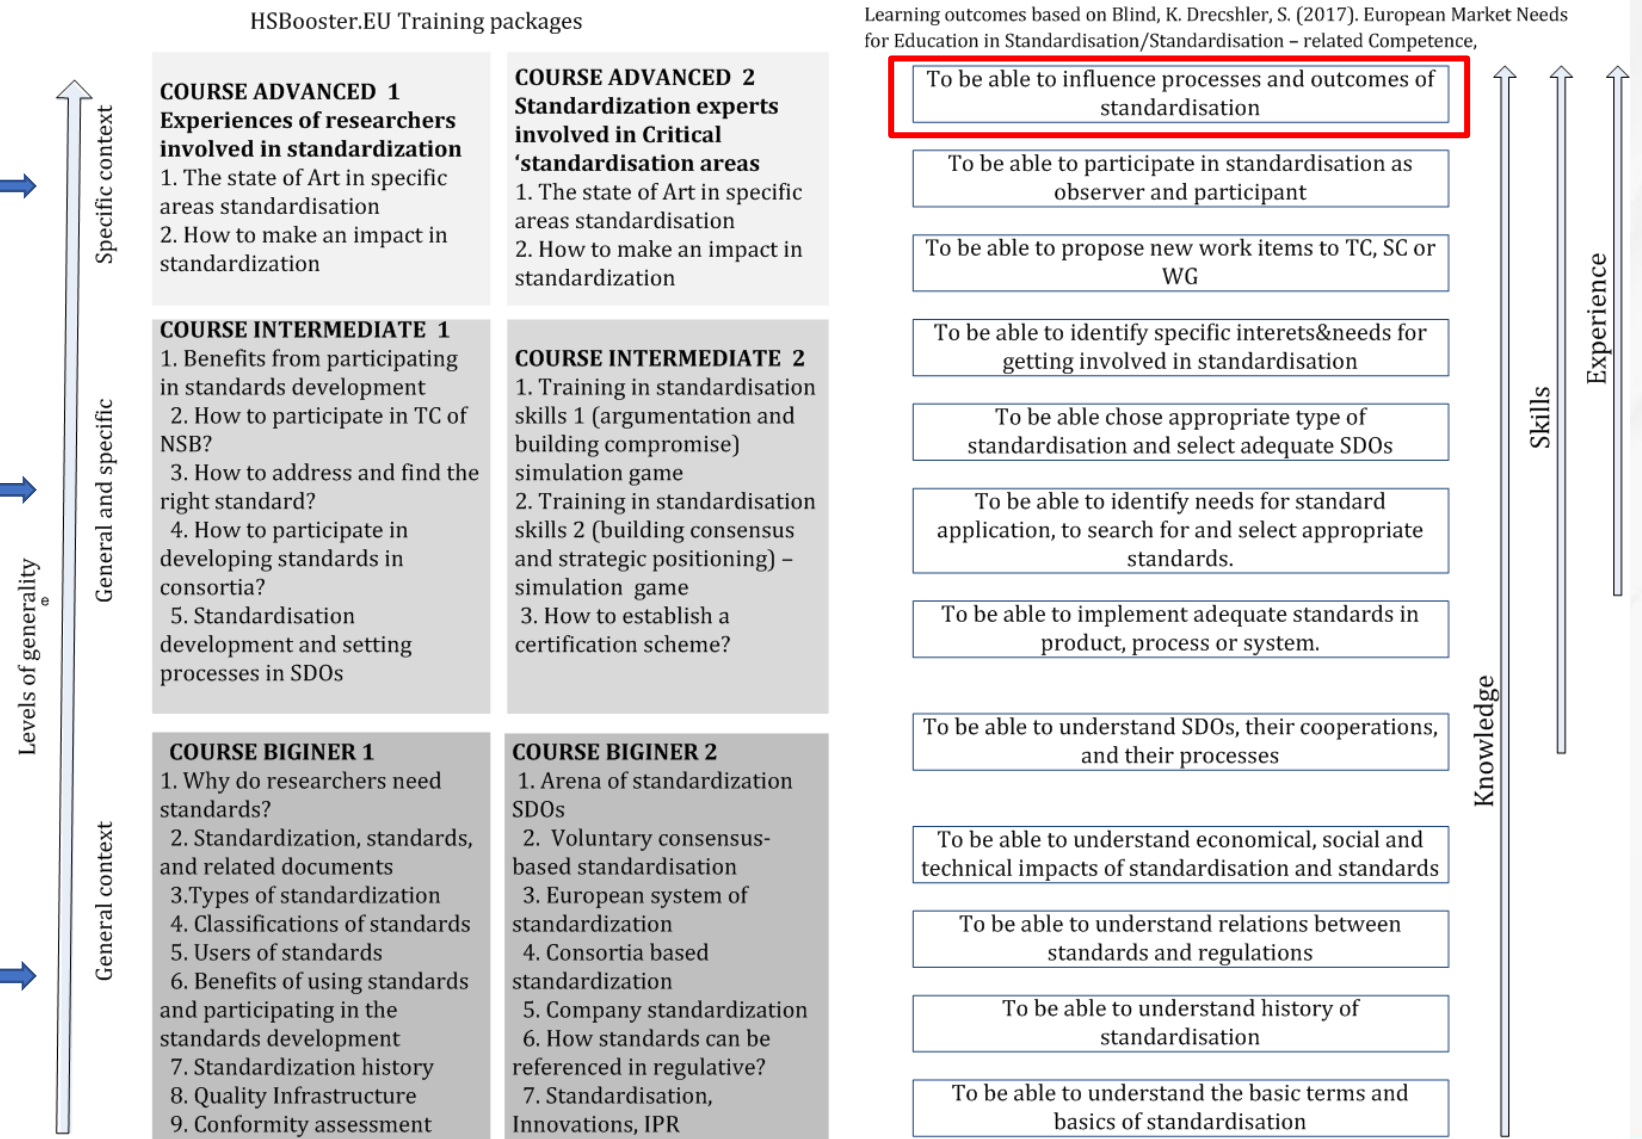 HSBooster.EU Training packages
Learning outcomes based on Blind, K. Drecshler, S. (2017). European Market Needs
for Education in Standardisation/Standardisation – related Competence,
Levels of generality
e
Specific context
General and specific
General context
COURSE ADVANCED 1
Experiences of researchers
involved in standardization
1. The state of Art in specific
areas standardisation
2. How to make an impact in
standardization
COURSE ADVANCED 2
Standardization experts
involved in Critical
‘standardisation areas
1. The state of Art in specific
areas standardisation
2. How to make an impact in
standardization
COURSE INTERMEDIATE 1
1. Benefits from participating
in standards development
2. How to participate in TC of
NSB?
3. How to address and find the
right standard?
4. How to participate in
developing standards in
consortia?
5. Standardisation
development and setting
processes in SDOs
COURSE INTERMEDIATE 2
1. Training in standardisation
skills 1 (argumentation and
building compromise)
simulation game
2. Training in standardisation
skills 2 (building consensus
and strategic positioning) –
simulation game
3. How to establish a
certification scheme?
COURSE BIGINER 1
1. Why do researchers need
standards?
2. Standardization, standards,
and related documents
3.Types of standardization
4. Classifications of standards
5. Users of standards
6. Benefits of using standards
and participating in the
standards development
7. Standardization history
8. Quality Infrastructure
9. Conformity assessment
COURSE BIGINER 2
1. Arena of standardization
SDOs
2. Voluntary consensus-
based standardisation
3. European system of
standardization
4. Consortia based
standardization
5. Company standardization
6. How standards can be
referenced in regulative?
7. Standardisation,
Innovations, IPR
To be able to influence processes and outcomes of
standardisation
To be able to participate in standardisation as
observer and participant
To be able to propose new work items to TC, SC or
WG
To be able to identify specific interets&needs for
getting involved in standardisation
To be able chose appropriate type of
standardisation and select adequate SDOs
To be able to identify needs for standard
application, to search for and select appropriate
standards.
To be able to implement adequate standards in
product, process or system.
To be able to understand SDOs, their cooperations,
and their processes
To be able to understand economical, social and
technical impacts of standardisation and standards
To be able to understand relations between
standards and regulations
To be able to understand history of
standardisation
To be able to understand the basic terms and
basics of standardisation
Knowledge
Skills
Experience